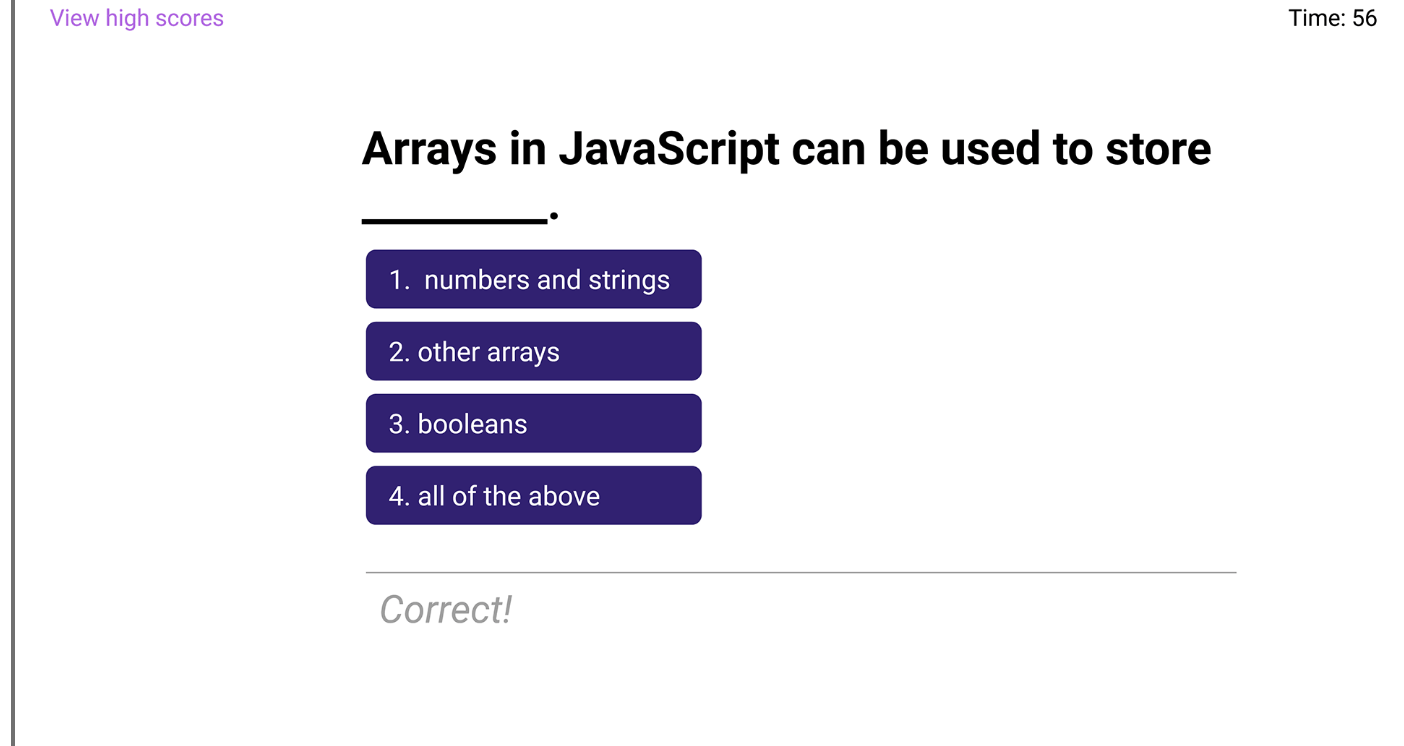 View high scores
Time: 56
Arrays in JavaScript can be used to store
________.
1.  numbers and strings
2. other arrays
3. booleans
4. all of the above
Correct!